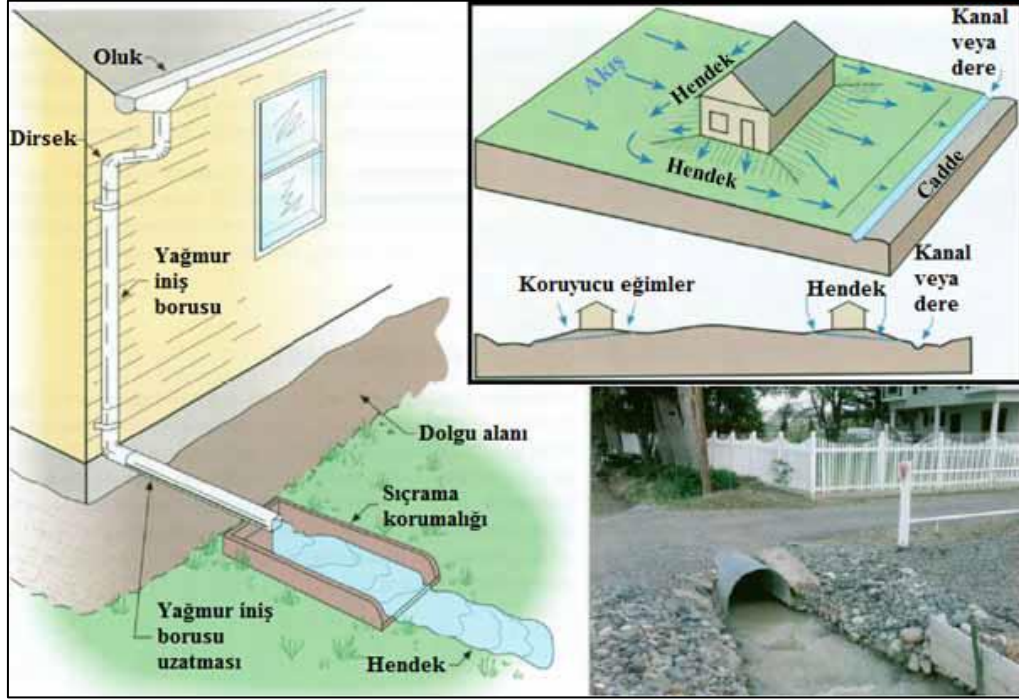 Oluk
Dirsek
Yağmur
iniş
borusu
Dolgu alanı
Sıçrama
korumalığı
Yağmur iniş
borusu
uzatması
Hendek
Kanal
veya
dere
Akış
Hendek
Hendek
Cadde
Koruyucu eğimler
Hendek
Kanal
veya
dere